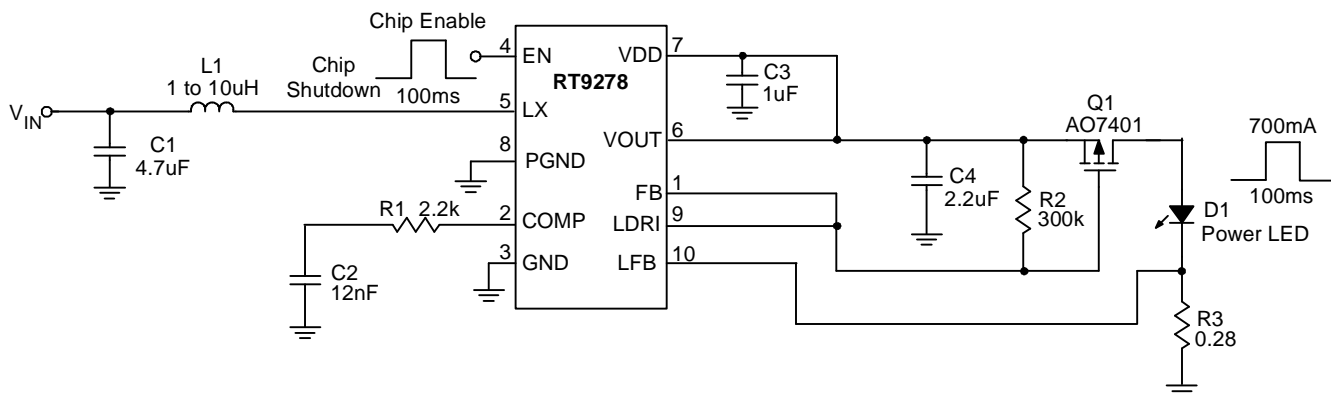 Chip Enable
Chip
Shutdown
100ms
L1
1 to 10uH
VIN
C1
4.7uF
R1 2.2k
C2
12nF
RT9278
4
EN
5
LX
8
PGND
2
COMP
3
GND
VDD
7
VOUT
6
FB
1
LDRI
9
LFB
10
C3
1uF
C4
2.2uF
R2
300k
Q1
AO7401
700mA
100ms
D1
Power LED
R3
0.28